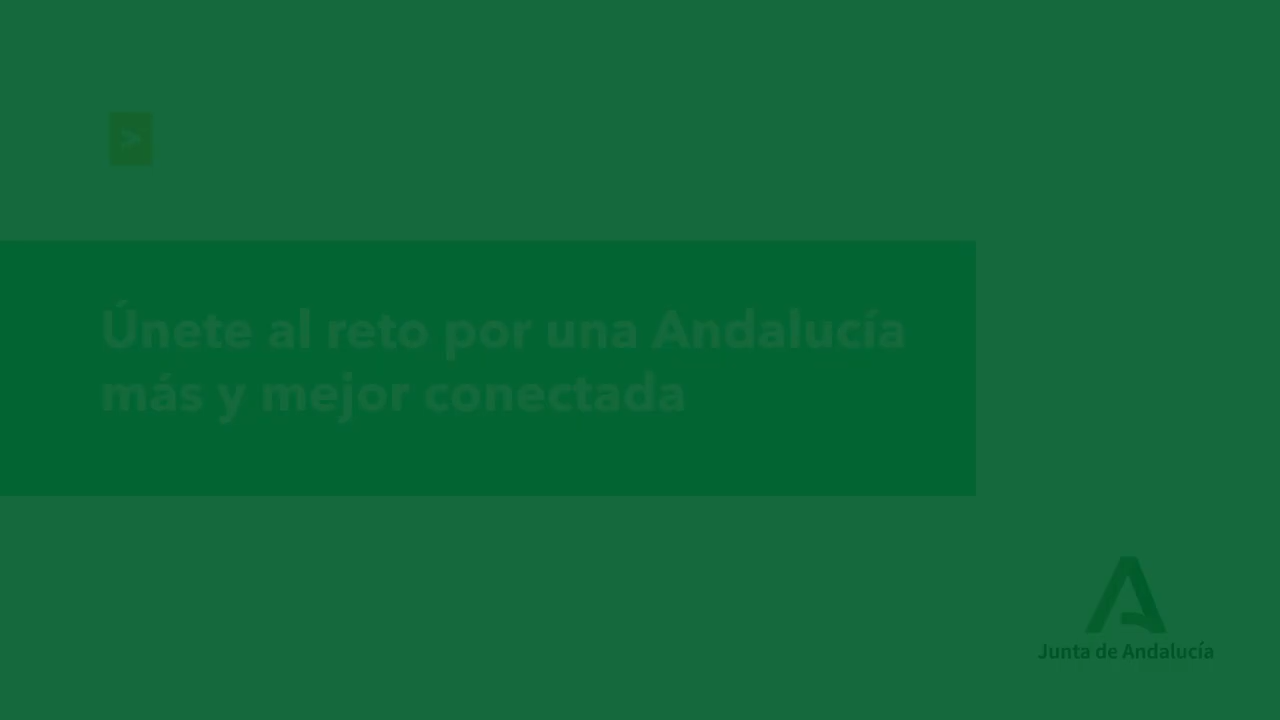 >
Únete al reto por una Andalucía
más y mejor conectada
Junta de Andalucía